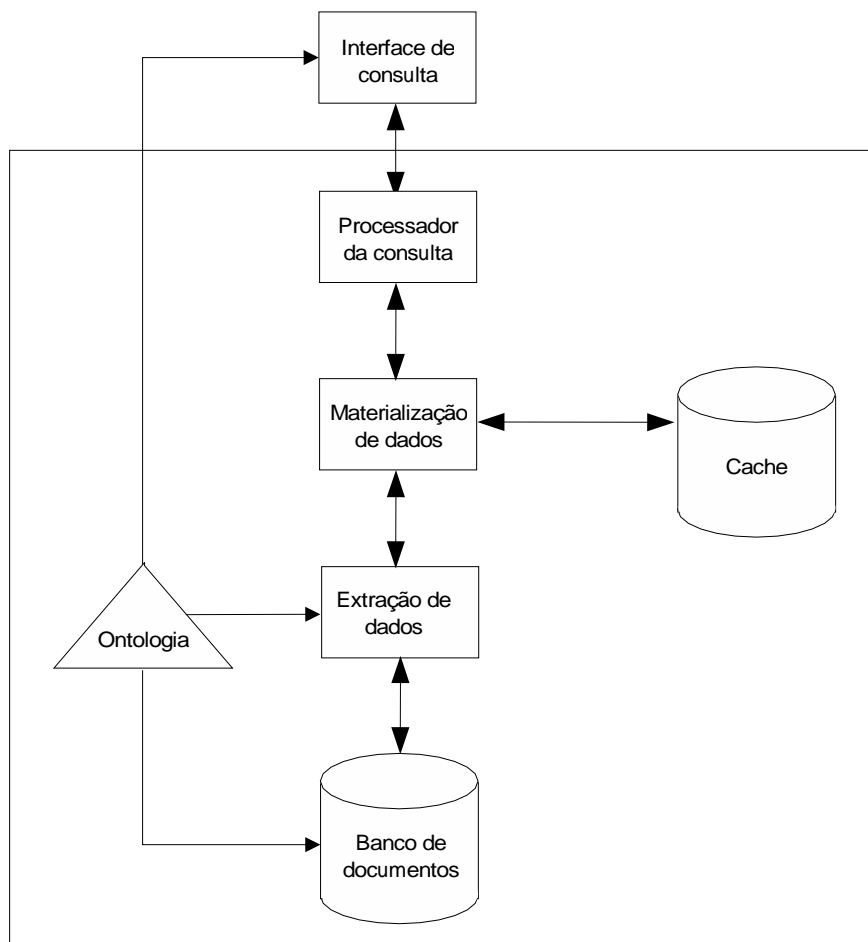 Interface de
consulta
Processador
da consulta
Materialização
de dados
Cache
Extração de
dados
Ontologia
Banco de
documentos